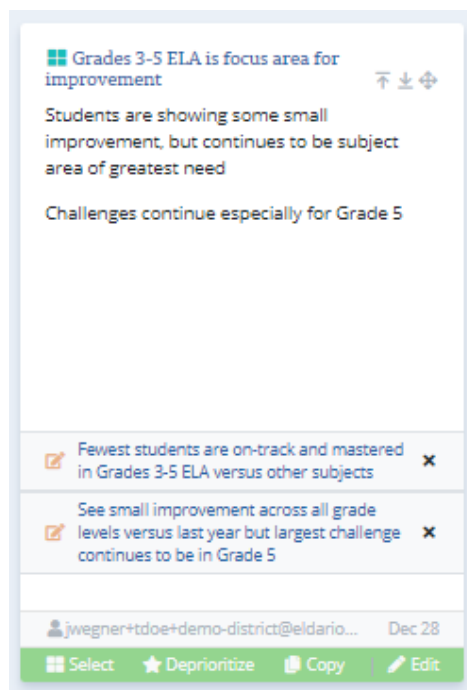 Grades 3-5 ELA is focus area for
improvement
Students are showing some small
improvement, but continues to be subject
area of greatest need
Challenges continue especially for Grade 5
Fewest students are on-track and mastered
in Grades 3-5 ELA versus other subjects
See small improvement across all grade
levels versus last year but largest challenge
continues to be in Grade 5
jwegner+tdoe+demo-district@eldario... Dec 28
Select Deprioritize Copy | Edit